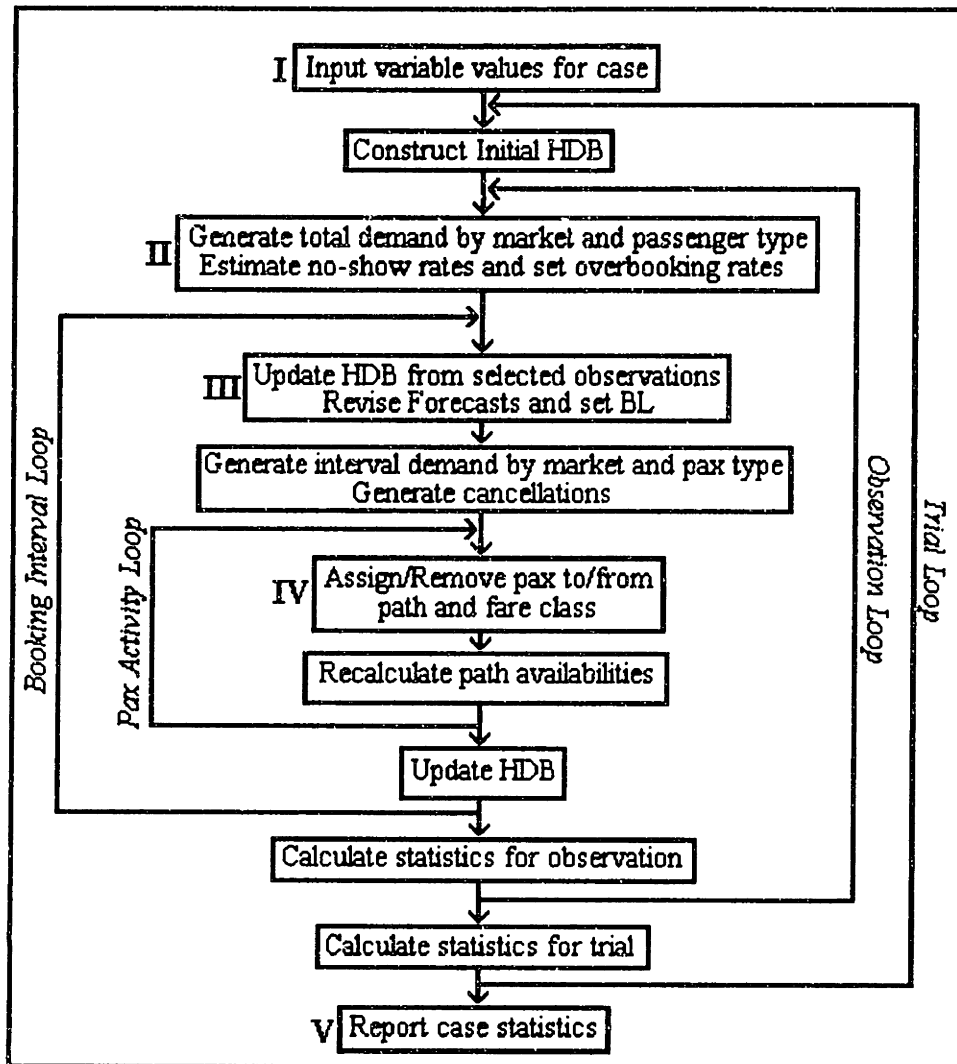 I Input variable values for case
Construct Initial HDB
II Generate total demand by market and passenger type
Estimate no-show rates and set overbooking rates
III Update HDB from selected observations
Revise Forecasts and set BL
Generate interval demand by market and pax type
Generate cancellations
IV Assign/Remove pax to/from
path and fare class
Recalculate path availabilities
Update HDB
Calculate statistics for observation
Calculate statistics for trial
V Report case statistics
Booking Interval Loop
Pax Activity Loop
Observation Loop
Trial Loop